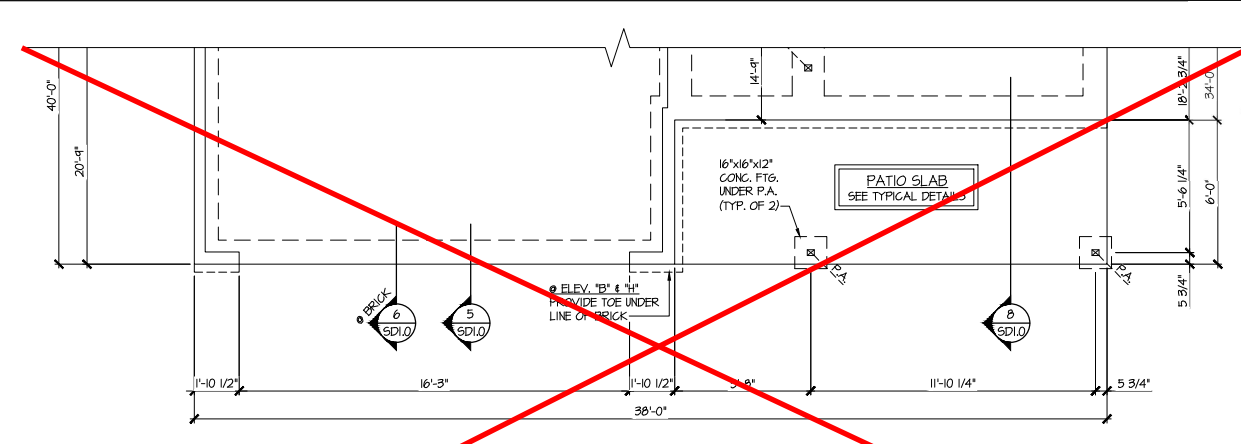 40'-0"
20'-9"
14'-9"
18'-2 3/4"
34'-0
16"x16"x12"
CONC. FTG.
UNDER P.A.
(TYP. OF 2)
PATIO SLAB
SEE TYPICAL DETAILS
5'-6 1/4"
6'-0"
P.A.
P.A.
5 3/4"
@ ELEV. "B" & "H"
PROVIDE TOE UNDER
LINE OF BRICK
@ BRICK
6
SD1.0
5
SD1.0
8
SD1.0
1'-10 1/2"
16'-3"
1'-10 1/2"
5'-8"
11'-10 1/4"
5 3/4"
38'-0"